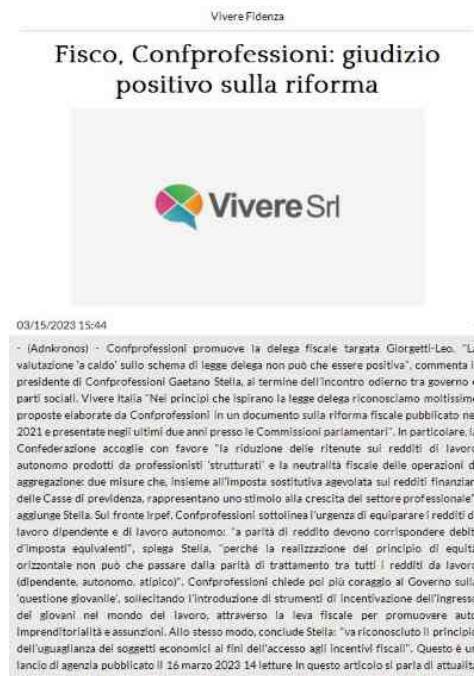 Vivere Fidenza
Fisco, Confprofessioni: giudizio
positivo sulla riforma
Vivere Srl
03/15/2023 15:44
- (Adnkronos) - Confprofessioni promuove la delega fiscale targata Giorgetti-Leo. "La
valutazione 'a caldo' sullo schema di legge delega non può che essere positiva", commenta il
presidente di Confprofessioni Gaetano Stella, al termine dell'incontro odierno tra governo e
parti sociali. Vivere Italia "Nei principi che ispirano la legge delega riconosciamo moltissime
proposte elaborate da Confprofessioni in un documento sulla riforma fiscale pubblicato nel
2021 e presentate negli ultimi due anni presso le Commissioni parlamentari". In particolare, la
Confederazione accoglie con favore "la riduzione delle ritenute sui redditi di lavoro
autonomo prodotti da professionisti 'strutturati' e la neutralità fiscale delle operazioni di
aggregazione: due misure che, insieme all'imposta sostitutiva agevolata sui redditi finanziari
delle Casse di previdenza, rappresentano uno stimolo alla crescita del settore professionale",
aggiunge Stella. Sul fronte Irpef, Confprofessioni sottolinea l'urgenza di equiparare i redditi di
lavoro dipendente e di lavoro autonomo: "a parità di reddito devono corrispondere debiti
d'imposta equivalenti", spiega Stella, "perché la realizzazione del principio di equità
orizzontale non può che passare dalla parità di trattamento tra tutti i redditi da lavoro
(dipendente, autonomo, atipico)". Confprofessioni chiede poi più coraggio al Governo sulla
'questione giovanile', sollecitando l'introduzione di strumenti di incentivazione dell'ingresso
dei giovani nel mondo del lavoro, attraverso la leva fiscale per promuovere auto
imprenditorialità e assunzioni. Allo stesso modo, conclude Stella: "va riconosciuto il principio
dell'uguaglianza dei soggetti economici ai fini dell'accesso agli incentivi fiscali". Questo è un
lancio di agenzia pubblicato il 16 marzo 2023 14 letture In questo articolo si parla di attualità